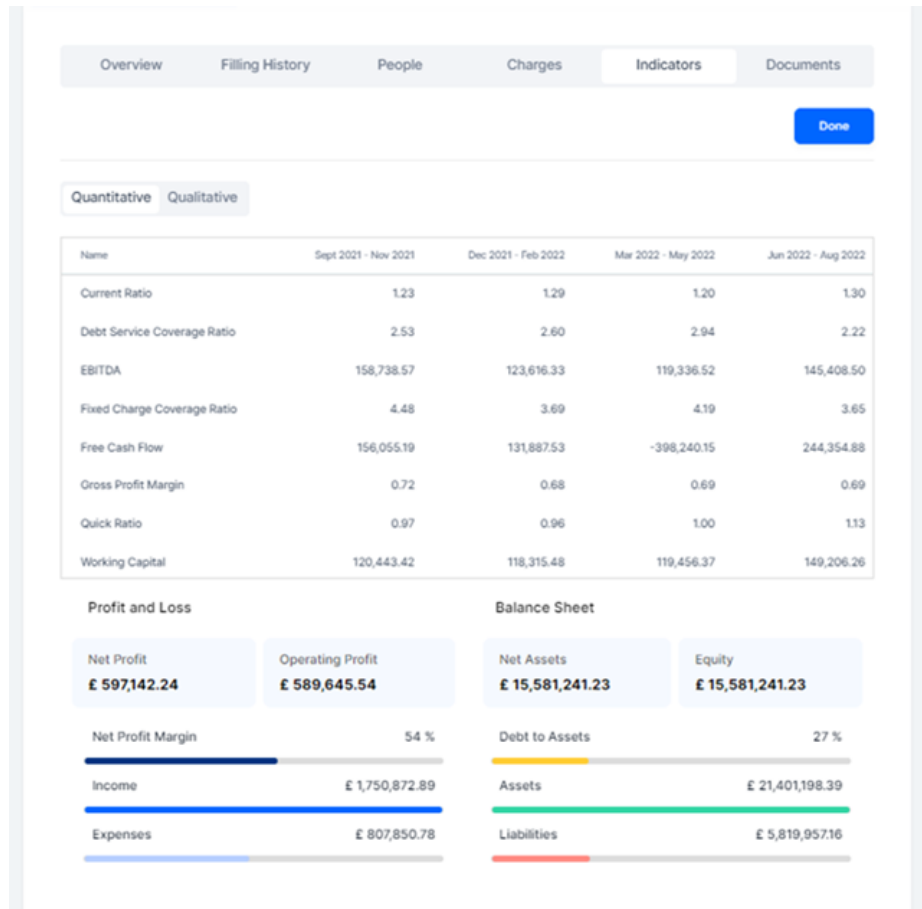 Overview Filling History People Charges Indicators Documents
Done
Quantitative Qualitative
Name Sept 2021 - Nov 2021 Dec 2021 - Feb 2022 Mar 2022 - May 2022 Jun 2022 - Aug 2022
Current Ratio 1.23 1.29 1.20 1.30
Debt Service Coverage Ratio 2.53 2.60 2.94 2.22
EBITDA 158,738.57 123,616.33 119,336.52 145,408.50
Fixed Charge Coverage Ratio 4.48 3.69 4.19 3.65
Free Cash Flow 156,055.19 131,887.53 -398,240.15 244,354.88
Gross Profit Margin 0.72 0.68 0.69 0.69
Quick Ratio 0.97 0.96 1.00 1.13
Working Capital 120,443.42 118,315.48 119,456.37 149,206.26
Profit and Loss Balance Sheet
Net Profit Operating Profit Net Assets Equity
£ 597,142.24 £ 589,645.54 £ 15,581,241.23 £ 15,581,241.23
Net Profit Margin 54 % Debt to Assets 27 %
Income £ 1,750,872.89 Assets £ 21,401,198.39
Expenses £ 807,850.78 Liabilities £ 5,819,957.16